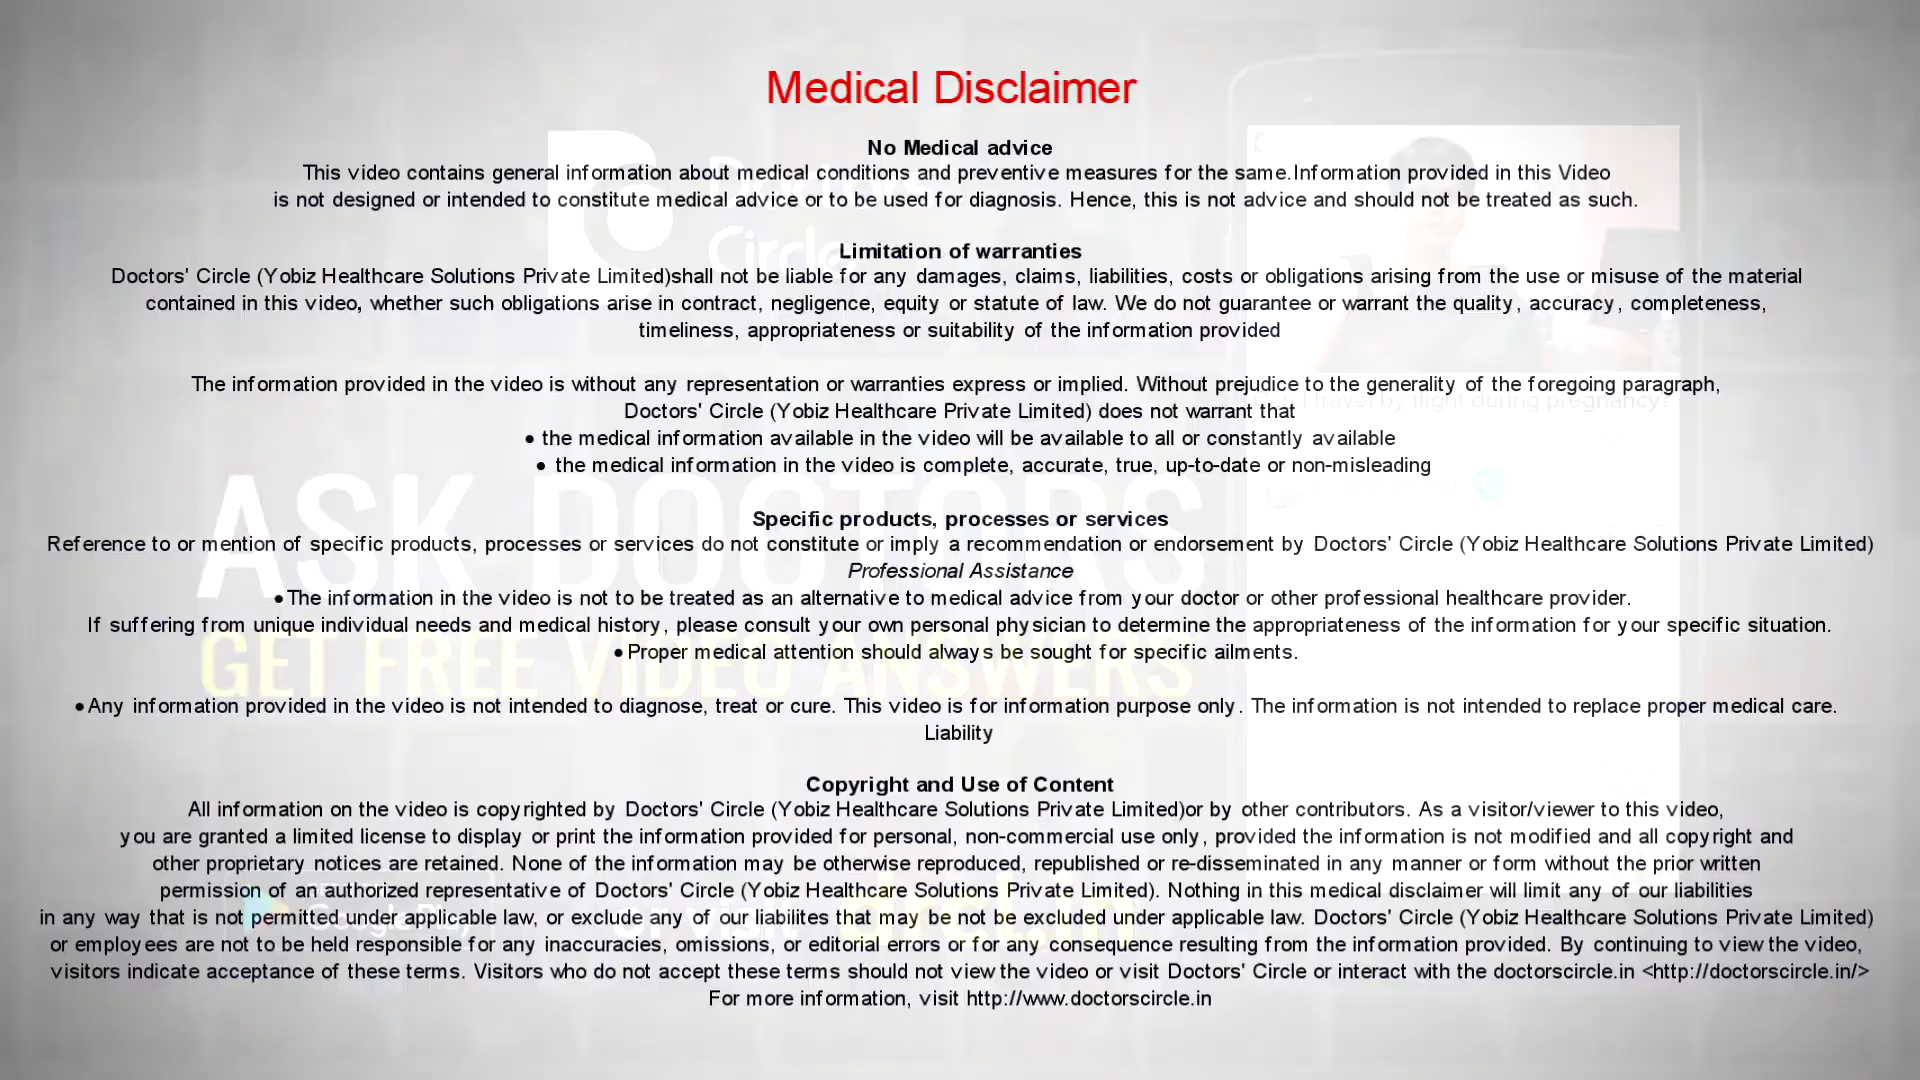 Medical Disclaimer
No Medical advice
This video contains general information about medical conditions and preventive measures for the same.Information provided in this Video
is not designed or intended to constitute medical advice or to be used for diagnosis. Hence, this is not advice and should not be treated as such.
Doctors'
Circle
Limitation of warranties
Doctors' Circle (Yobiz Healthcare Solutions Private Limited)shall not be liable for any damages, claims, liabilities, costs or obligations arising from the use or misuse of the material
contained in this video, whether such obligations arise in contract, negligence, equity or statute of law. We do not guarantee or warrant the quality, accuracy, completeness,
timeliness, appropriateness or suitability of the information provided
The information provided in the video is without any representation or warranties express or implied. Without prejudice to the generality of the foregoing paragraph,
Doctors' Circle (Yobiz Healthcare Private Limited) does not warrant that
I travel by flight during pregnancy?
• the medical information available in the video will be available to all or constantly available
• the medical information in the video is complete, accurate, true, up-to-date or non-misleading
ASK DOCTORS
Specific products, processes or services
Reference to or mention of specific products, processes or services do not constitute or imply a recommendation or endorsement by Doctors' Circle (Yobiz Healthcare Solutions Private Limited)
Professional Assistance
•The information in the video is not to be treated as an alternative to medical advice from your doctor or other professional healthcare provider.
If suffering from unique individual needs and medical history, please consult your own personal physician to determine the appropriateness of the information for your specific situation.
GET FREE VIDEO ANSWERS
•Proper medical attention should always be sought for specific ailments.
•Any information provided in the video is not intended to diagnose, treat or cure. This video is for information purpose only. The information is not intended to replace proper medical care.
Liability
Copyright and Use of Content
All information on the video is copyrighted by Doctors' Circle (Yobiz Healthcare Solutions Private Limited)or by other contributors. As a visitor/viewer to this video,
you are granted a limited license to display or print the information provided for personal, non-commercial use only, provided the information is not modified and all copyright and
other proprietary notices are retained. None of the information may be otherwise reproduced, republished or re-disseminated in any manner or form without the prior written
permission of an authorized representative of Doctors' Circle (Yobiz Healthcare Solutions Private Limited). Nothing in this medical disclaimer will limit any of our liabilities
Google Play or visit drcl.in
in any way that is not permitted under applicable law, or exclude any of our liabilites that may be not be excluded under applicable law. Doctors' Circle (Yobiz Healthcare Solutions Private Limited)
or employees are not to be held responsible for any inaccuracies, omissions, or editorial errors or for any consequence resulting from the information provided. By continuing to view the video,
visitors indicate acceptance of these terms. Visitors who do not accept these terms should not view the video or visit Doctors' Circle or interact with the doctorscircle.in <http://doctorscircle.in/>
For more information, visit http://www.doctorscircle.in